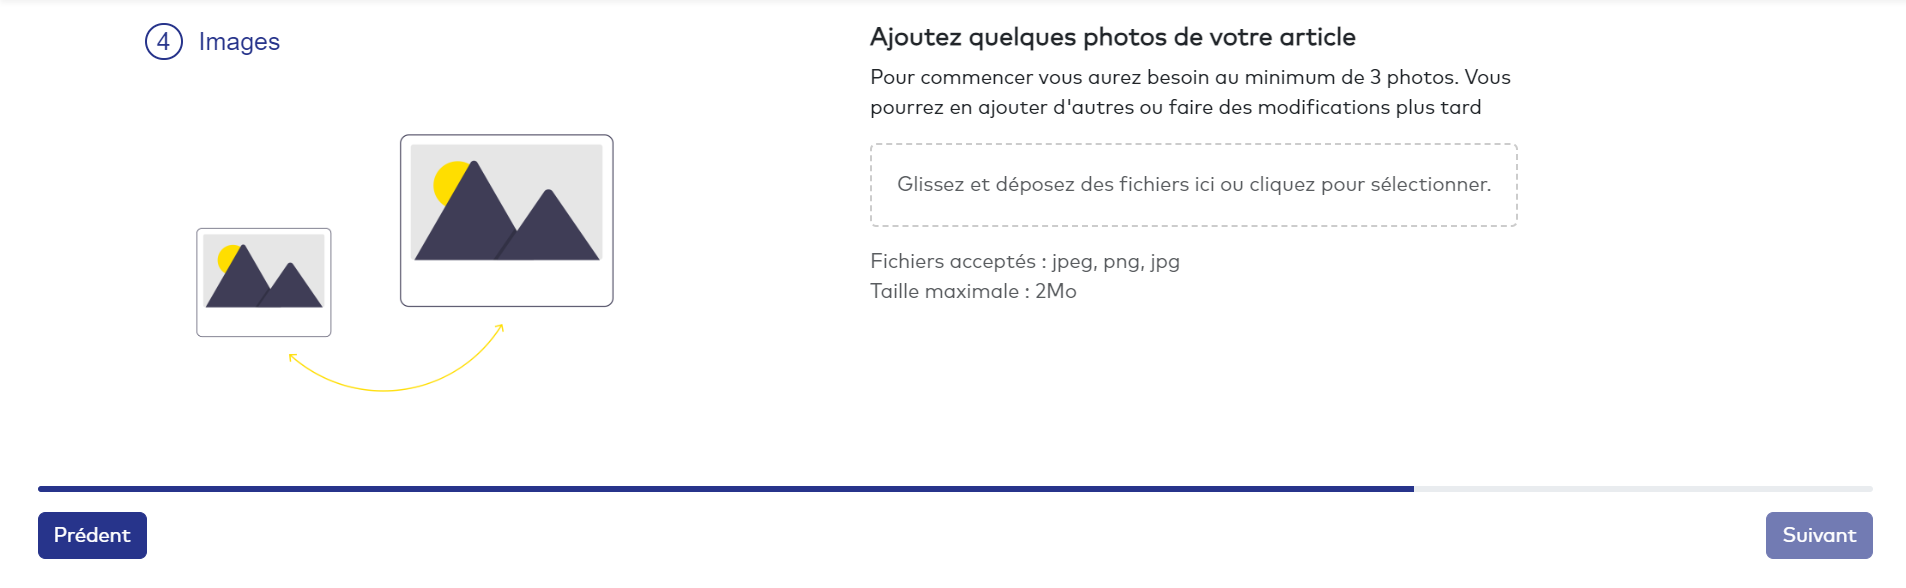 4 Images
Ajoutez quelques photos de votre article
Pour commencer vous aurez besoin au minimum de 3 photos. Vous
pourrez en ajouter d'autres ou faire des modifications plus tard
Glissez et déposez des fichiers ici ou cliquez pour sélectionner.
Fichiers acceptés : jpeg, png, jpg
Taille maximale : 2Mo
Prédent
Suivant